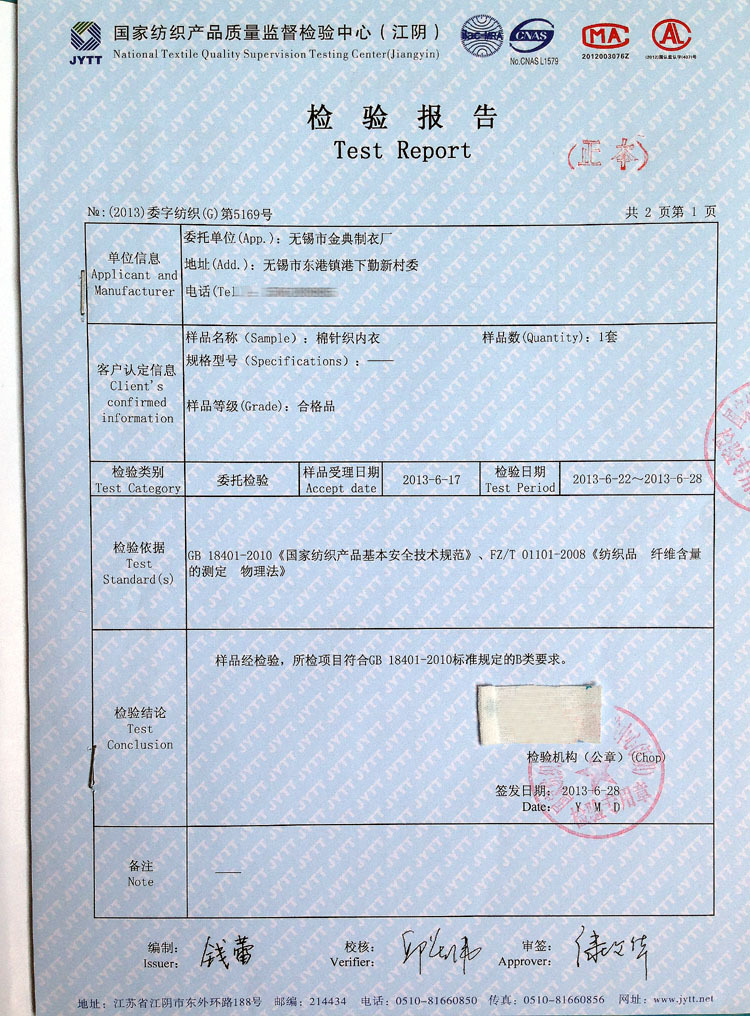 国家纺织产品质量监督检验中心（江阴）
National Textile Quality Supervision Testing Center(Jiangyin)
JYTT
ilac-MRA
CNAS
No.CNAS L1579
MA
2012003076Z
AL
检 验 报 告
Test Report
(正本)
№:(2013)委字纺织(G)第5169号
共 2 页第 1 页
单位信息
Applicant and
Manufacturer
委托单位(App.)：无锡市金典制衣厂
地址(Add.)：无锡市东港镇港下勤新村委
电话(Tel
客户认定信息
Client's
confirmed
information
样品名称（Sample）：棉针织内衣
样品数(Quantity)：1套
规格型号（Specifications）：——
样品等级(Grade)：合格品
检验类别
Test Category
委托检验
样品受理日期
Accept date
2013-6-17
检验日期
Test Period
2013-6-22～2013-6-28
检验依据
Test
Standard(s)
GB 18401-2010《国家纺织产品基本安全技术规范》、FZ/T 01101-2008《纺织品 纤维含量
的测定 物理法》
检验结论
Test
Conclusion
样品经检验，所检项目符合GB 18401-2010标准规定的B类要求。
检验机构（公章）(Chop)
签发日期： 2013-6-28
Date： Y M D
检验专用章
备注
Note
——
编制：
Issuer:
钱蕾
校核：
Verifier:
审签：
Approver:
地址：江苏省江阴市东外环路188号 邮编：214434 电话：0510-81660850 传真：0510-81660856 网址：www.jytt.net